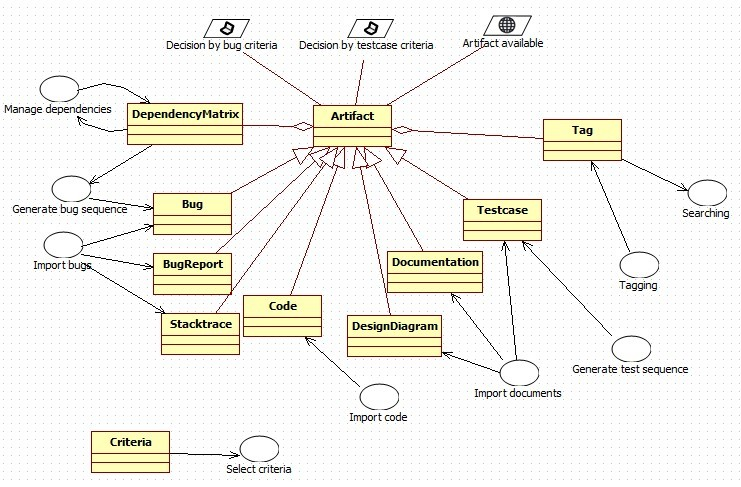 Decision by bug criteria
Decision by testcase criteria
Artifact available
Manage dependencies
DependencyMatrix
Artifact
Tag
Generate bug sequence
Bug
Testcase
Searching
Import bugs
BugReport
Documentation
Tagging
Stacktrace
Code
DesignDiagram
Generate test sequence
Import documents
Import code
Criteria
Select criteria